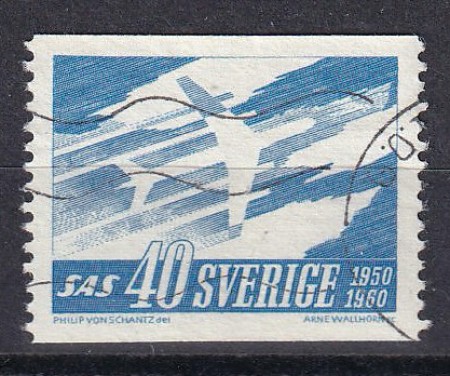 SAS 40 SVERIGE 1950
1960
PHILIP VON SCHANTZ del ARNE WALLHORN sc
Ö